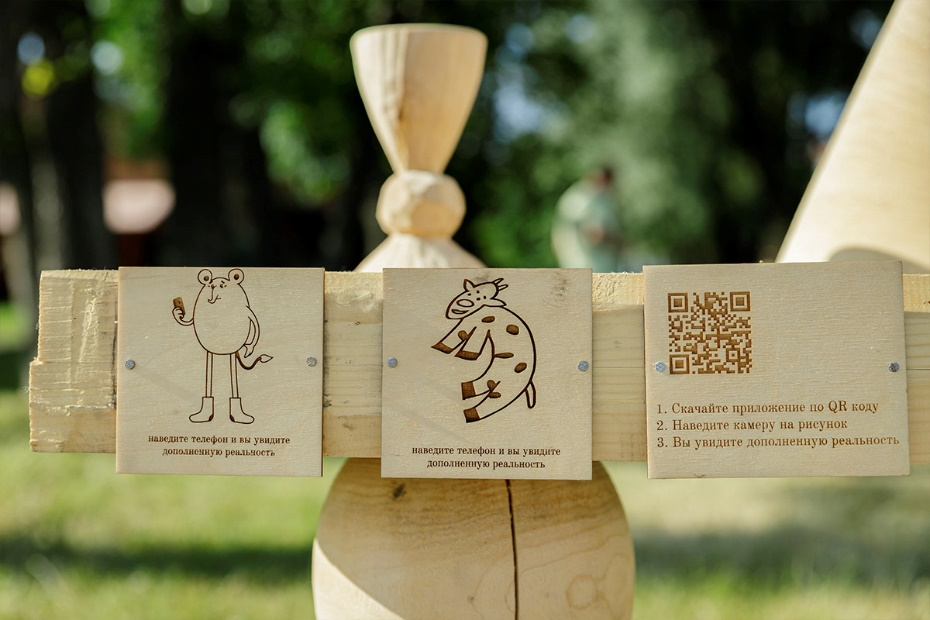 наведите телефон и вы увидите
дополненную реальность
наведите телефон и вы увидите
дополненную реальность
1. Скачайте приложение по QR коду
2. Наведите камеру на рисунок
3. Вы увидите дополненную реальность